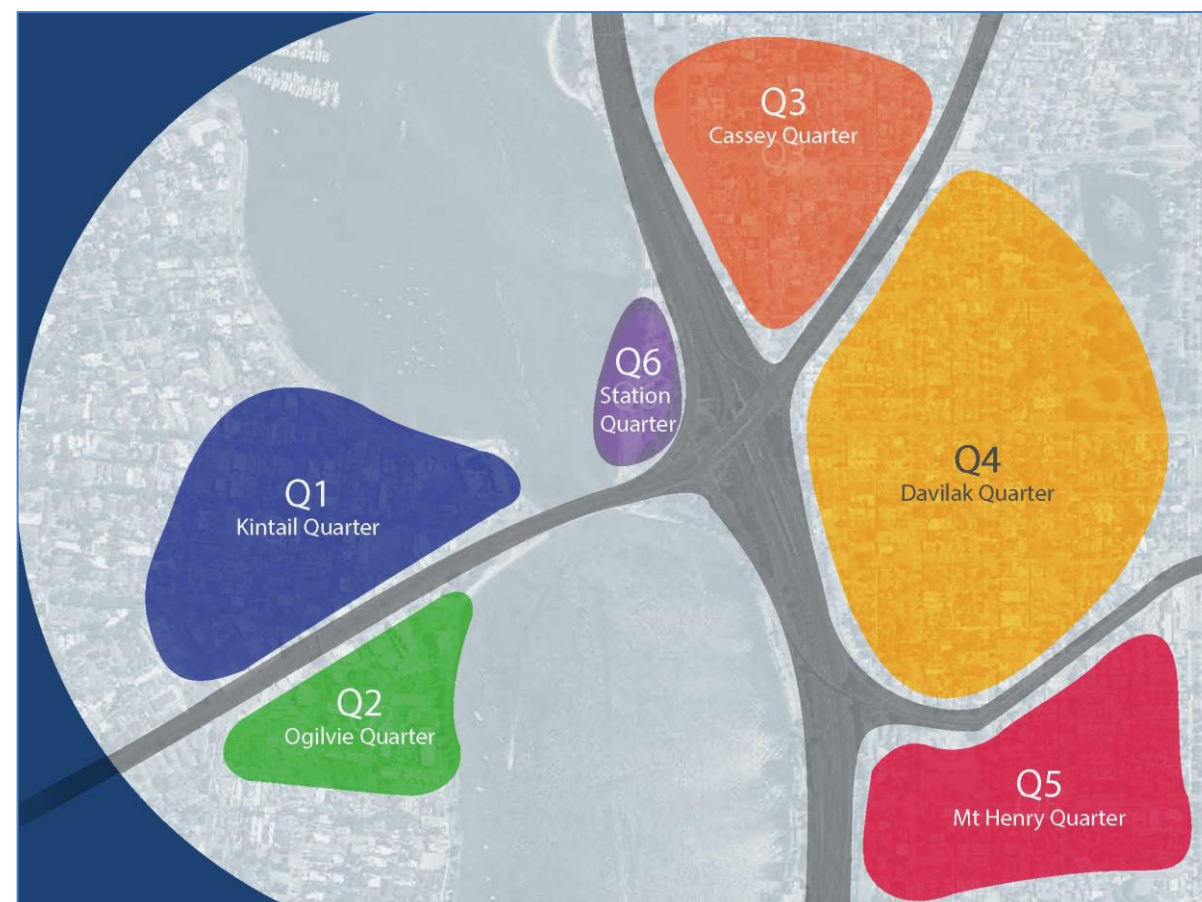 Q3
Cassey Quarter
Q3
Q6
Station
Quarter
Q4
Davilak Quarter
Q1
Kintail Quarter
Q2
Ogilvie Quarter
Q5
Mt Henry Quarter